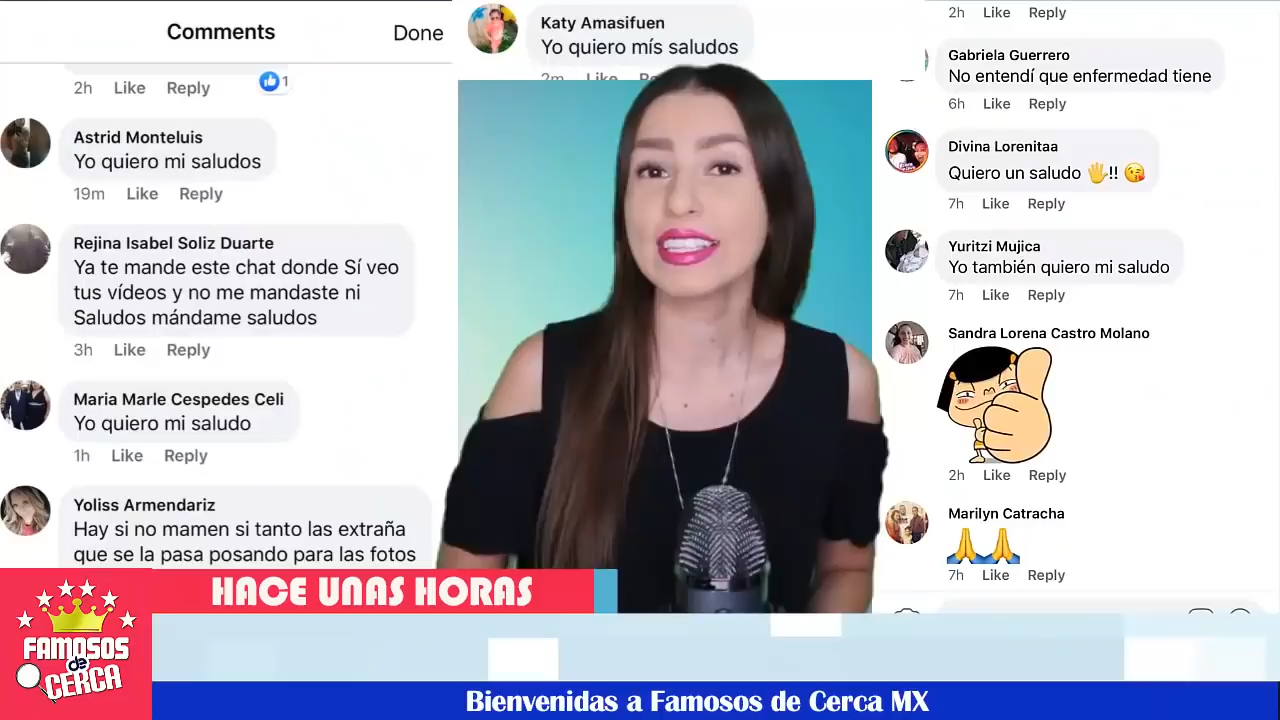 Comments
Done
2h Like Reply
1
Astrid Monteluis
Yo quiero mi saludos
19m Like Reply
Rejina Isabel Soliz Duarte
Ya te mande este chat donde Sí veo
tus vídeos y no me mandaste ni
Saludos mándame saludos
3h Like Reply
Maria Marle Cespedes Celi
Yo quiero mi saludo
1h Like Reply
Yoliss Armendariz
Hay si no mamen si tanto las extraña
que se la pasa posando para las fotos
Katy Amasifuen
Yo quiero mís saludos
2m Like
2h Like Reply
Gabriela Guerrero
No entendí que enfermedad tiene
6h Like Reply
Divina Lorenitaa
Quiero un saludo 🖐!! 😘
7h Like Reply
Yuritzi Mujica
Yo también quiero mi saludo
7h Like Reply
Sandra Lorena Castro Molano
2h Like Reply
Marilyn Catracha
🙏🙏
7h Like Reply
HACE UNAS HORAS
FAMOSOS
de
CERCA
Bienvenidas a Famosos de Cerca MX